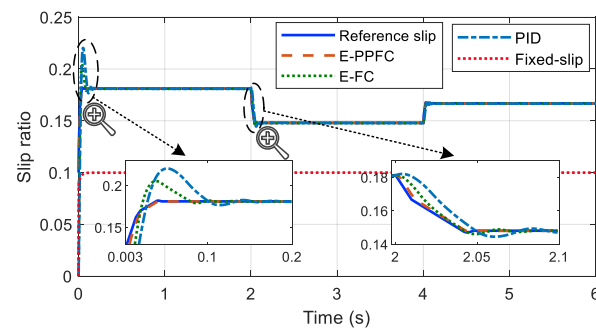 0.25
0.2
0.15
0.1
0.05
0
Slip ratio
Reference slip
E-PPFC
E-FC
PID
Fixed-slip
0.2
0.15
0.003 0.1 0.2
0.18
0.16
0.14
2 2.05 2.1
0 1 2 3 4 5 6
Time (s)